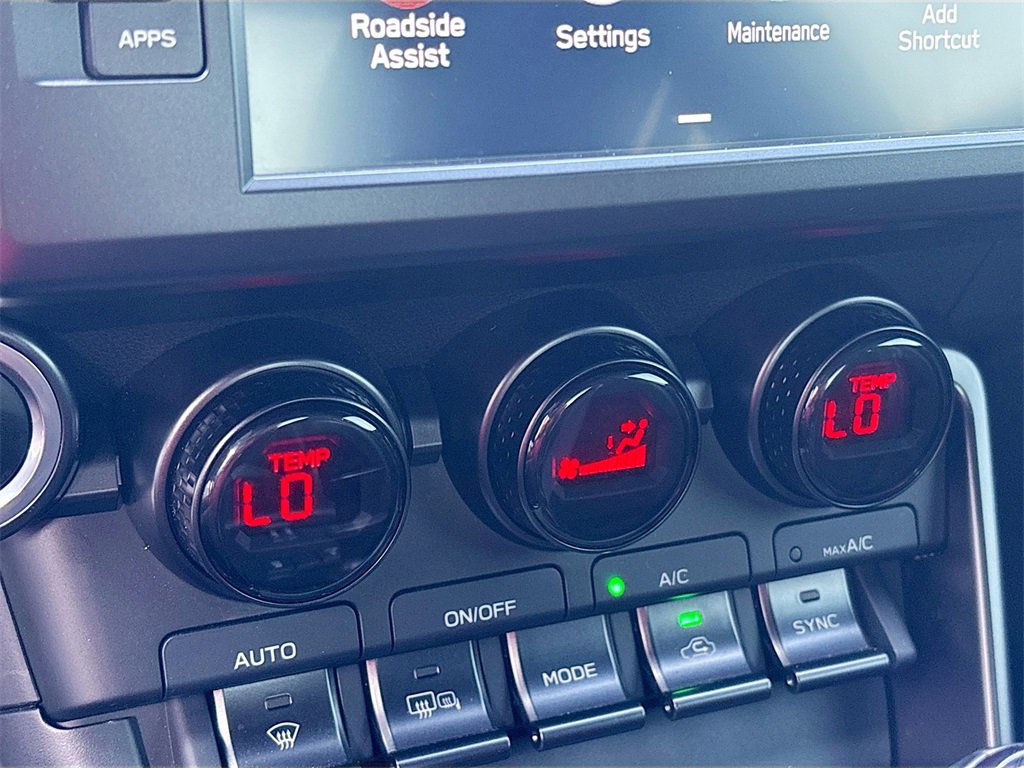 APPS
Roadside
Assist
Settings
Maintenance
Add
Shortcut
TEMP
LO
TEMP
LO
AUTO
ON/OFF
A/C
MAX A/C
MODE
SYNC